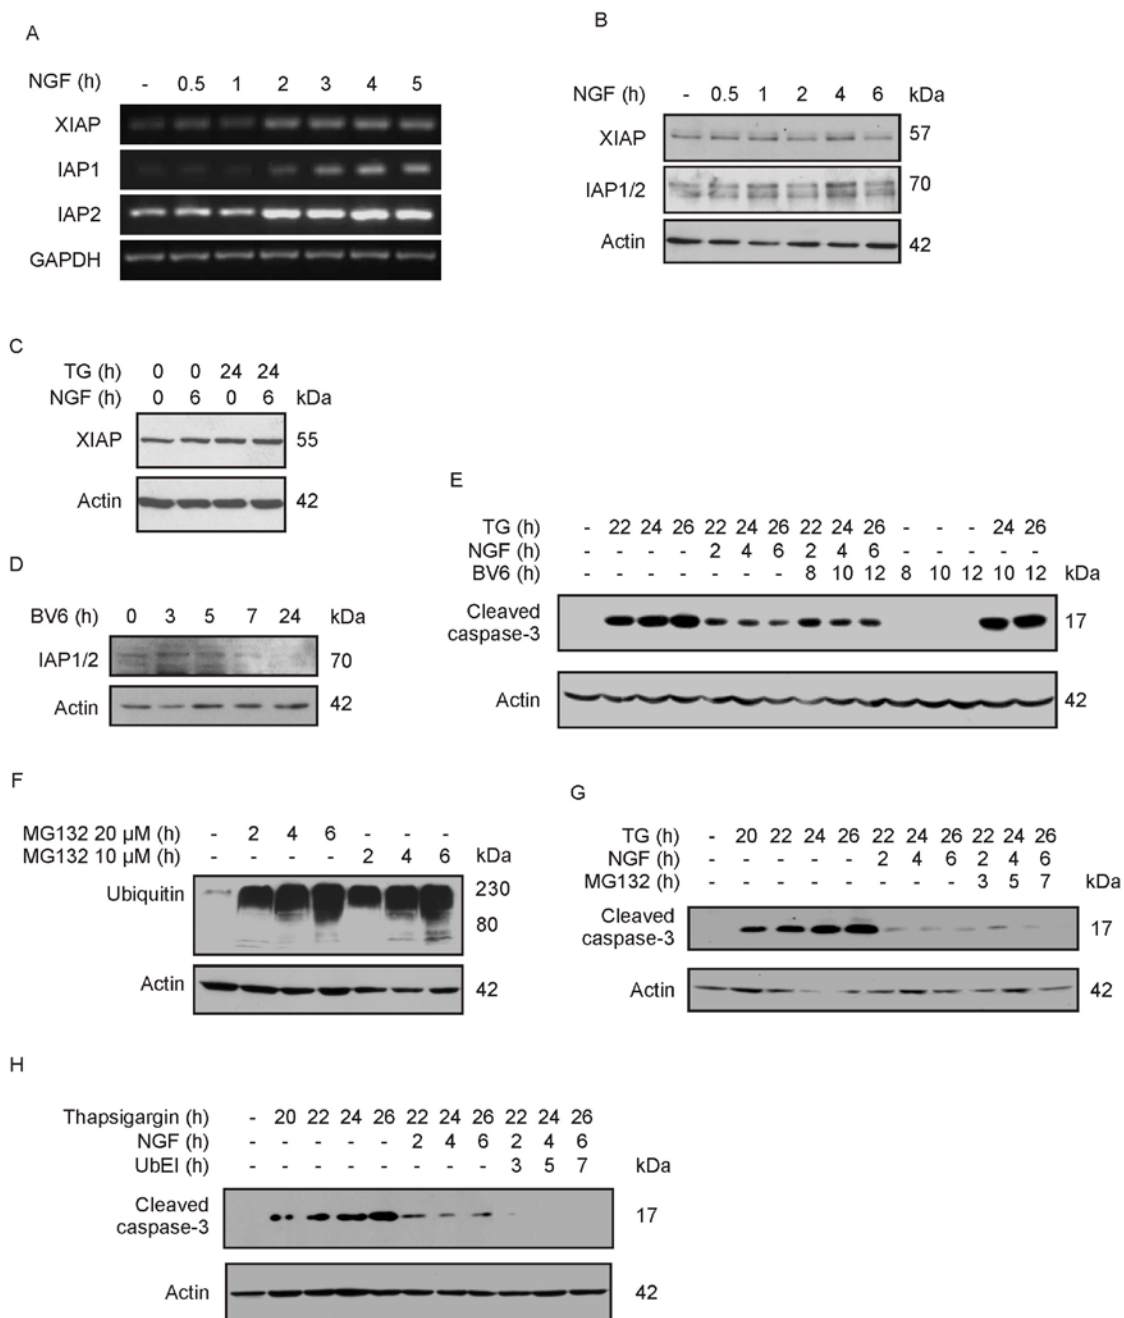 A
NGF (h) - 0.5 1 2 3 4 5
XIAP
IAP1
IAP2
GAPDH
B
NGF (h) - 0.5 1 2 4 6 kDa
XIAP 57
IAP1/2 70
Actin 42
C
TG (h) 0 0 24 24
NGF (h) 0 6 0 6 kDa
XIAP 55
Actin 42
D
BV6 (h) 0 3 5 7 24 kDa
IAP1/2 70
Actin 42
E
TG (h) - 22 24 26 22 24 26 22 24 26 - - - 24 26
NGF (h) - - - - 2 4 6 2 4 6 - - - - -
BV6 (h) - - - - - - - 8 10 12 8 10 12 10 12 kDa
Cleaved
caspase-3 17
Actin 42
F
MG132 20 µM (h) - 2 4 6 - - -
MG132 10 µM (h) - - - - 2 4 6 kDa
Ubiquitin 230
80
Actin 42
G
TG (h) - 20 22 24 26 22 24 26 22 24 26
NGF (h) - - - - - 2 4 6 2 4 6
MG132 (h) - - - - - - - - 3 5 7 kDa
Cleaved
caspase-3 17
Actin 42
H
Thapsigargin (h) - 20 22 24 26 22 24 26 22 24 26
NGF (h) - - - - - 2 4 6 2 4 6
UbEI (h) - - - - - - - - 3 5 7 kDa
Cleaved
caspase-3 17
Actin 42